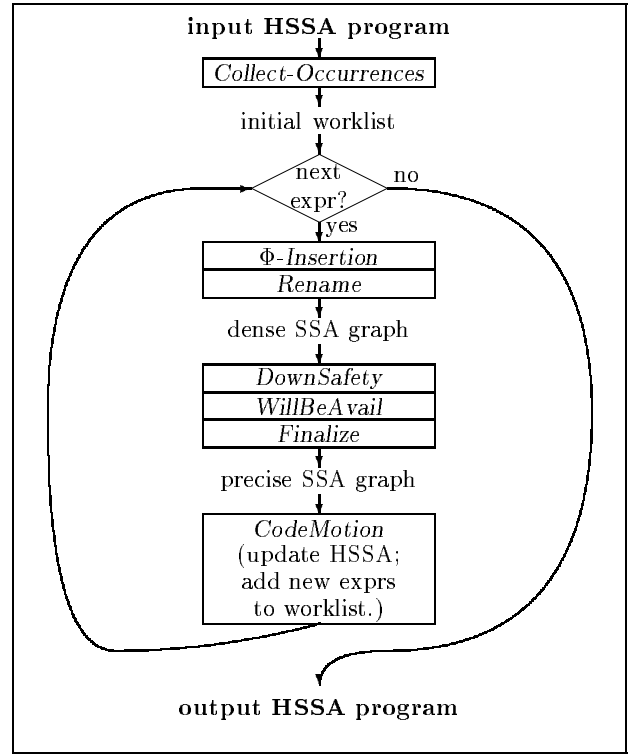 input HSSA program
Collect-Occurrences
initial worklist
next
expr?
no
yes
Φ-Insertion
Rename
dense SSA graph
DownSafety
WillBeAvail
Finalize
precise SSA graph
CodeMotion
(update HSSA;
add new exprs
to worklist.)
output HSSA program